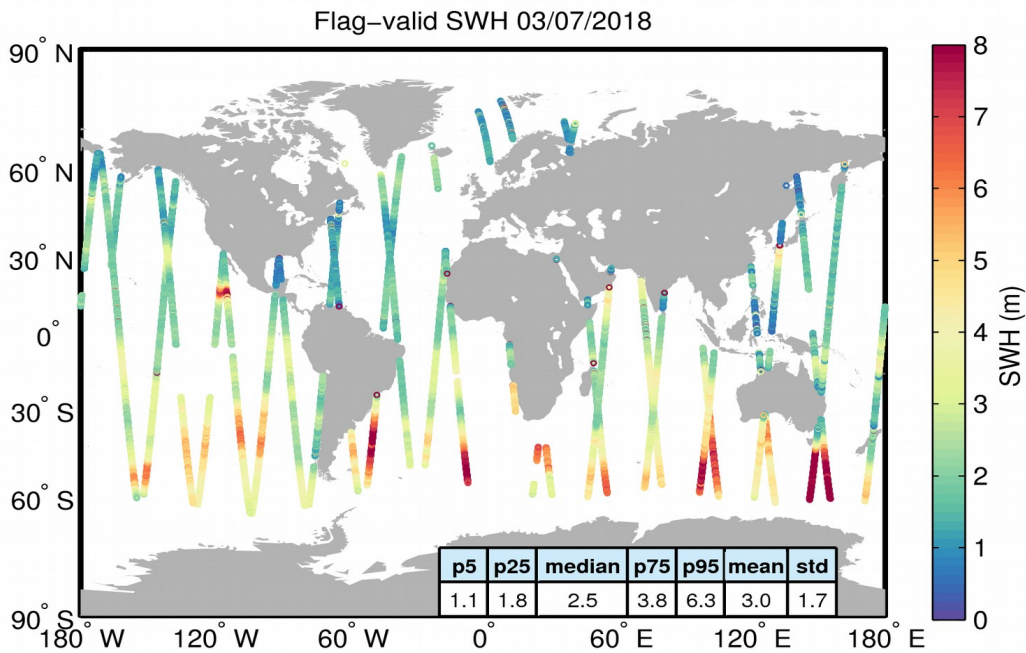 Flag−valid SWH 03/07/2018
90° N
60° N
30° N
0°
30° S
60° S
90° S
180° W
120° W
60° W
0°
60° E
120° E
180° E
p5 p25 median p75 p95 mean std
1.1 1.8 2.5 3.8 6.3 3.0 1.7
8
7
6
5
4
3
2
1
0
SWH (m)